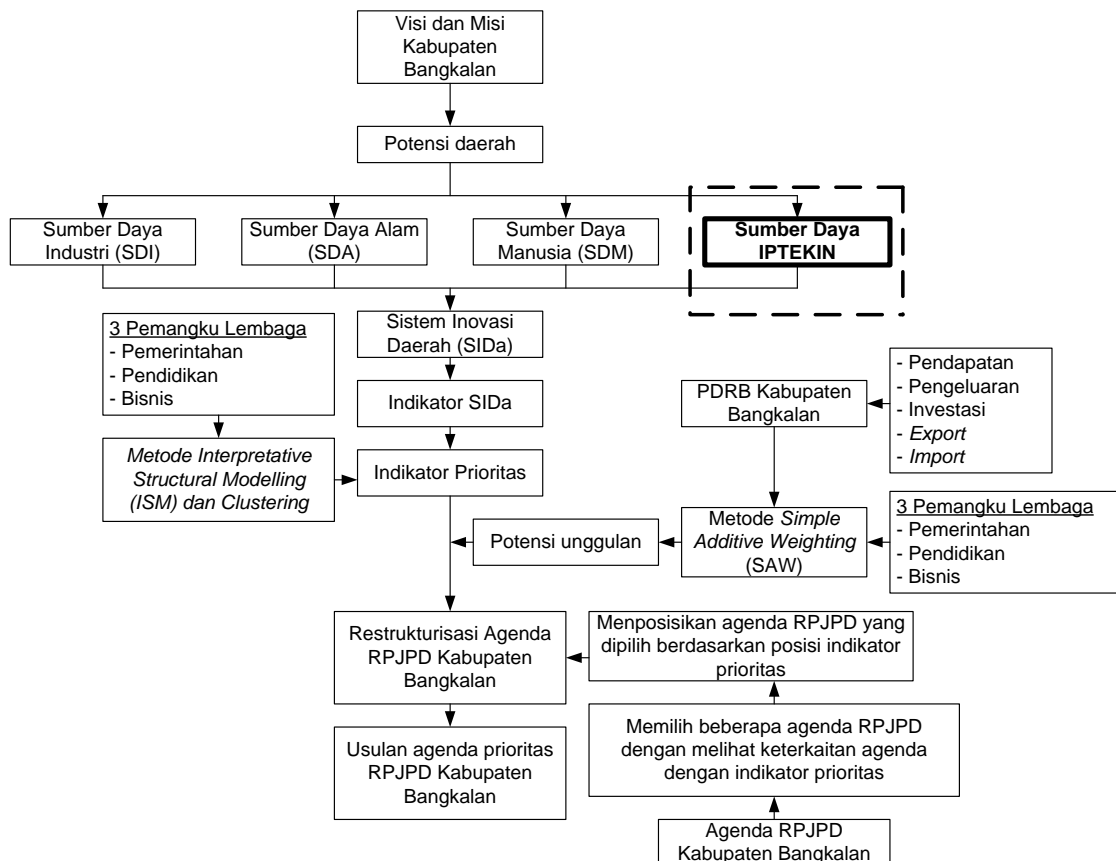 Visi dan Misi
Kabupaten
Bangkalan
Potensi daerah
Sumber Daya
Industri (SDI)
Sumber Daya Alam
(SDA)
Sumber Daya
Manusia (SDM)
Sumber Daya
IPTEKIN
Sistem Inovasi
Daerah (SIDa)
3 Pemangku Lembaga
- Pemerintahan
- Pendidikan
- Bisnis
Indikator SIDa
PDRB Kabupaten
Bangkalan
- Pendapatan
- Pengeluaran
- Investasi
- Export
- Import
Metode Interpretative
Structural Modelling
(ISM) dan Clustering
Indikator Prioritas
Potensi unggulan
Metode Simple
Additive Weighting
(SAW)
3 Pemangku Lembaga
- Pemerintahan
- Pendidikan
- Bisnis
Restrukturisasi Agenda
RPJPD Kabupaten
Bangkalan
Menposisikan agenda RPJPD yang
dipilih berdasarkan posisi indikator
prioritas
Usulan agenda prioritas
RPJPD Kabupaten
Bangkalan
Memilih beberapa agenda RPJPD
dengan melihat keterkaitan agenda
dengan indikator prioritas
Agenda RPJPD
Kabupaten Bangkalan